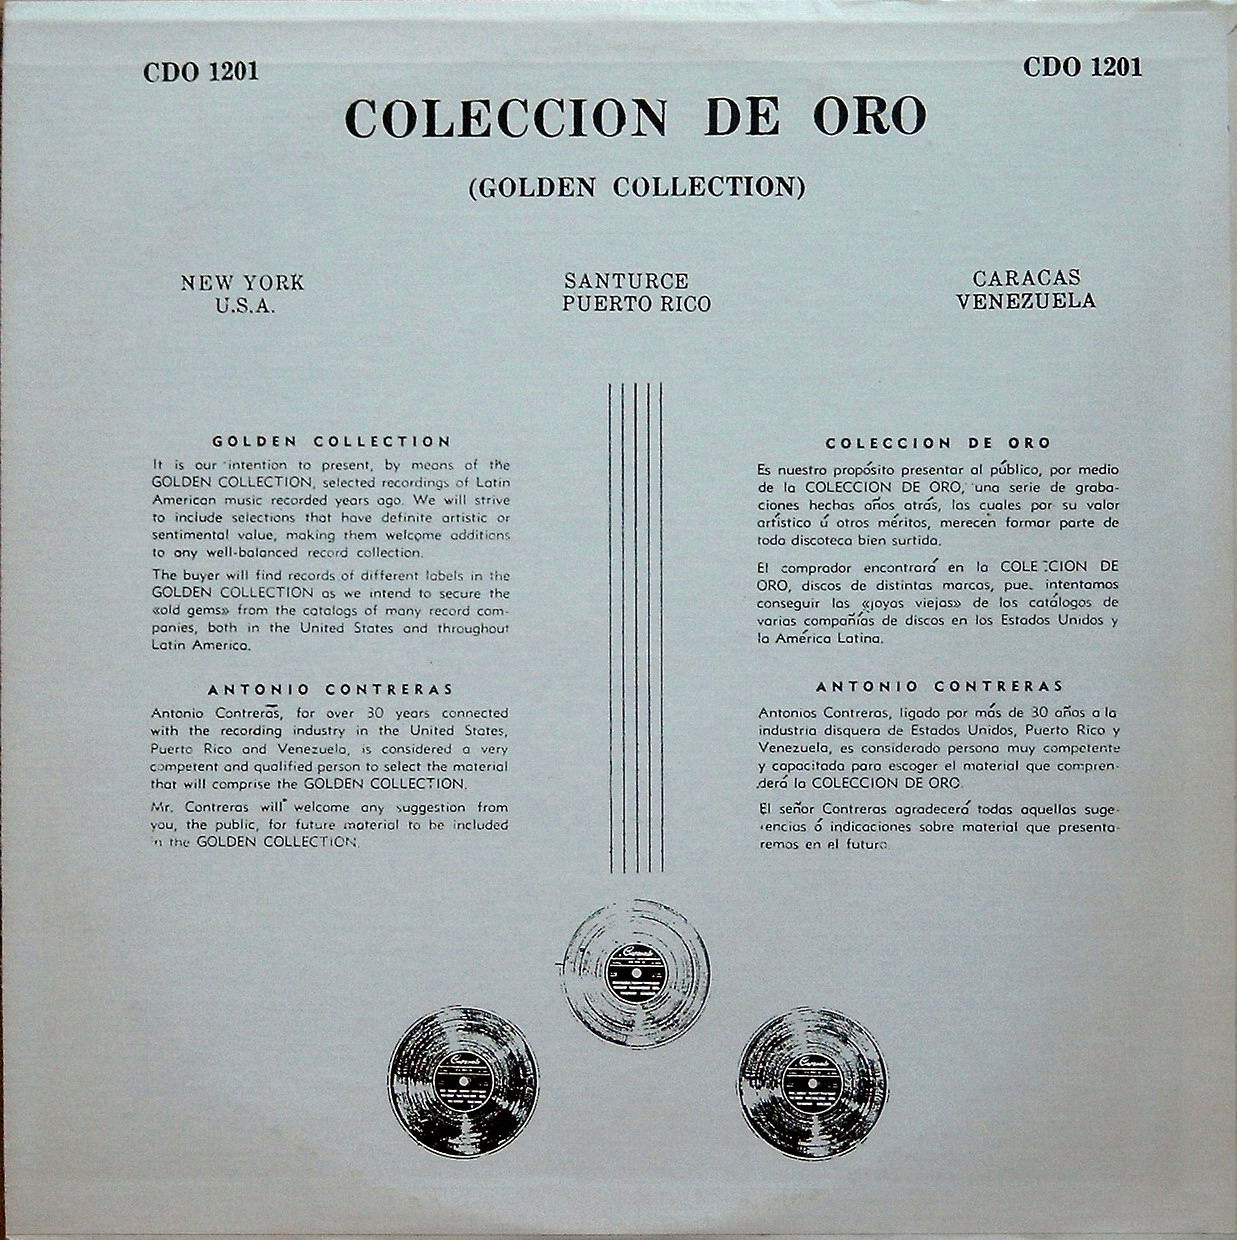 CDO 1201
CDO 1201
COLECCION DE ORO
(GOLDEN COLLECTION)
NEW YORK
U.S.A.
SANTURCE
PUERTO RICO
CARACAS
VENEZUELA
GOLDEN COLLECTION
It is our intention to present, by means of the
GOLDEN COLLECTION, selected recordings of Latin
American music recorded years ago. We will strive
to include selections that have definite artistic or
sentimental value, making them welcome additions
to any well-balanced record collection.
The buyer will find records of different labels in the
GOLDEN COLLECTION as we intend to secure the
«old gems» from the catalogs of many record com-
panies, both in the United States and throughout
Latin America.
ANTONIO CONTRERAS
Antonio Contreras, for over 30 years connected
with the recording industry in the United States,
Puerto Rico and Venezuela, is considered a very
competent and qualified person to select the material
that will comprise the GOLDEN COLLECTION.
Mr. Contreras will welcome any suggestion from
you, the public, for future material to be included
in the GOLDEN COLLECTION.
COLECCION DE ORO
Es nuestro propósito presentar al público, por medio
de la COLECCION DE ORO, una serie de graba-
ciones hechas años atrás, las cuales por su valor
artístico ú otros méritos, merecen formar parte de
toda discoteca bien surtida.
El comprador encontrará en la COLECCION DE
ORO, discos de distintas marcas, pues intentamos
conseguir las «joyas viejas» de los catálogos de
varias compañías de discos en los Estados Unidos y
la América Latina.
ANTONIO CONTRERAS
Antonios Contreras, ligado por más de 30 años a la
industria disquera de Estados Unidos, Puerto Rico y
Venezuela, es considerado persona muy competente
y capacitada para escoger el material que compren-
derá la COLECCION DE ORO.
El señor Contreras agradecerá todas aquellas suge-
rencias ó indicaciones sobre material que presenta-
remos en el futuro.